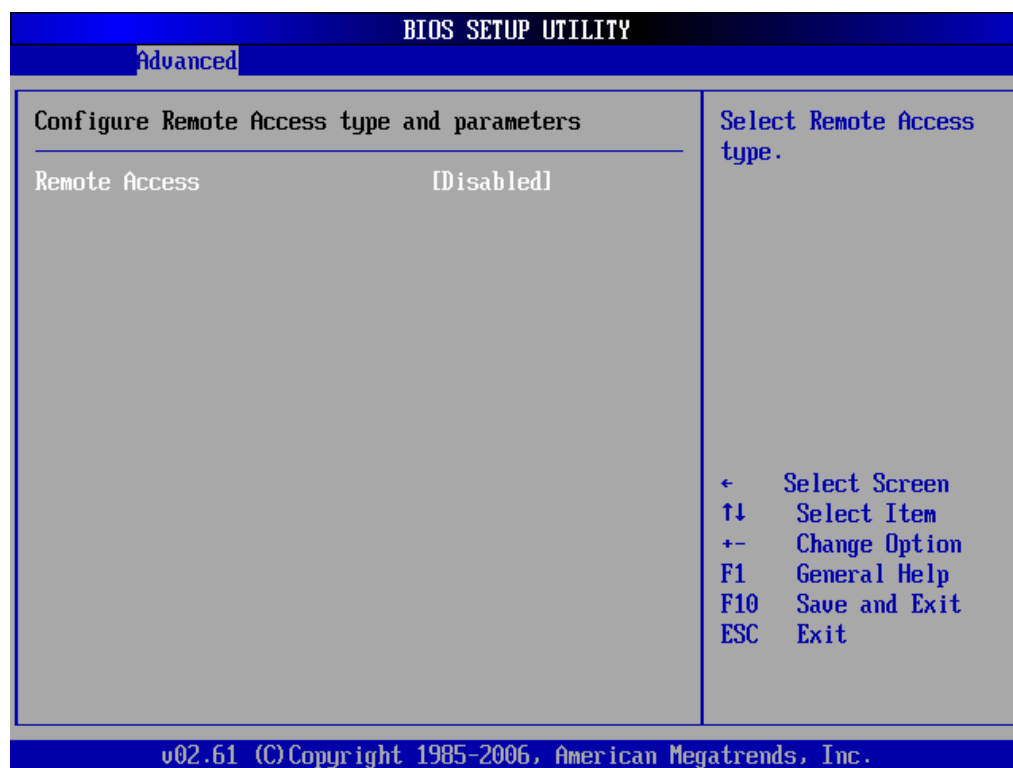 BIOS SETUP UTILITY
Advanced
Configure Remote Access type and parameters
Remote Access [Disabled]
Select Remote Access
type.
← Select Screen
↑↓ Select Item
+- Change Option
F1 General Help
F10 Save and Exit
ESC Exit
v02.61 (C)Copyright 1985-2006, American Megatrends, Inc.